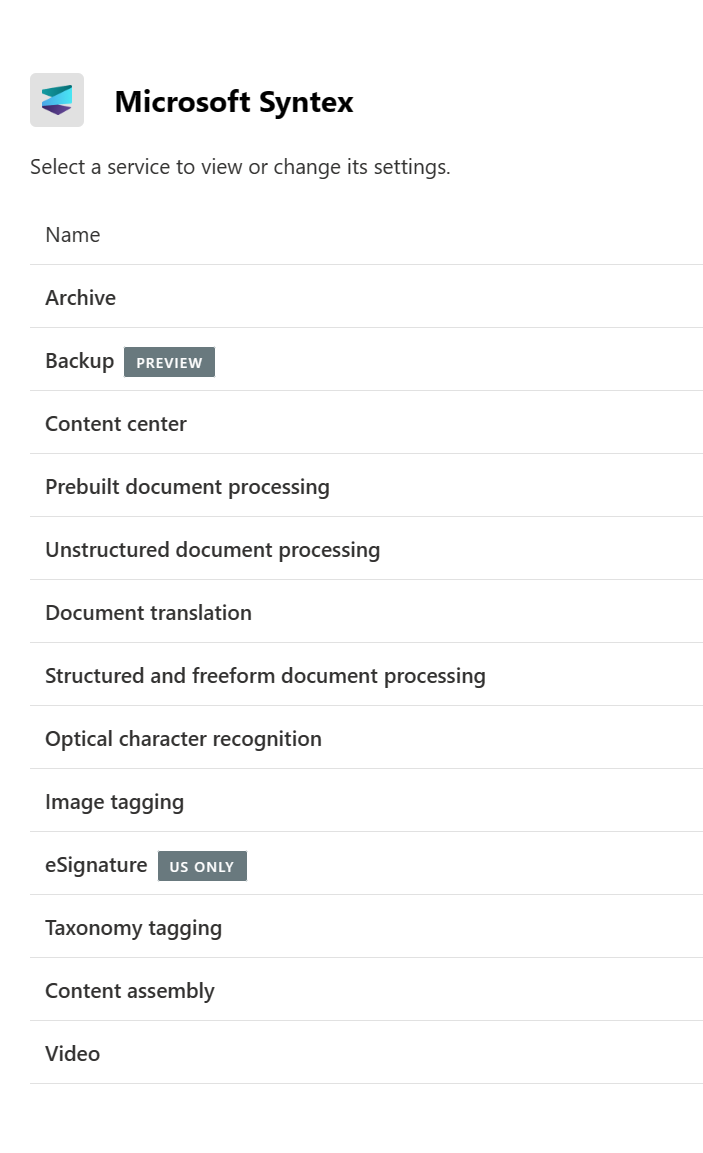 Microsoft Syntex
Select a service to view or change its settings.
Name
Archive
Backup PREVIEW
Content center
Prebuilt document processing
Unstructured document processing
Document translation
Structured and freeform document processing
Optical character recognition
Image tagging
eSignature US ONLY
Taxonomy tagging
Content assembly
Video